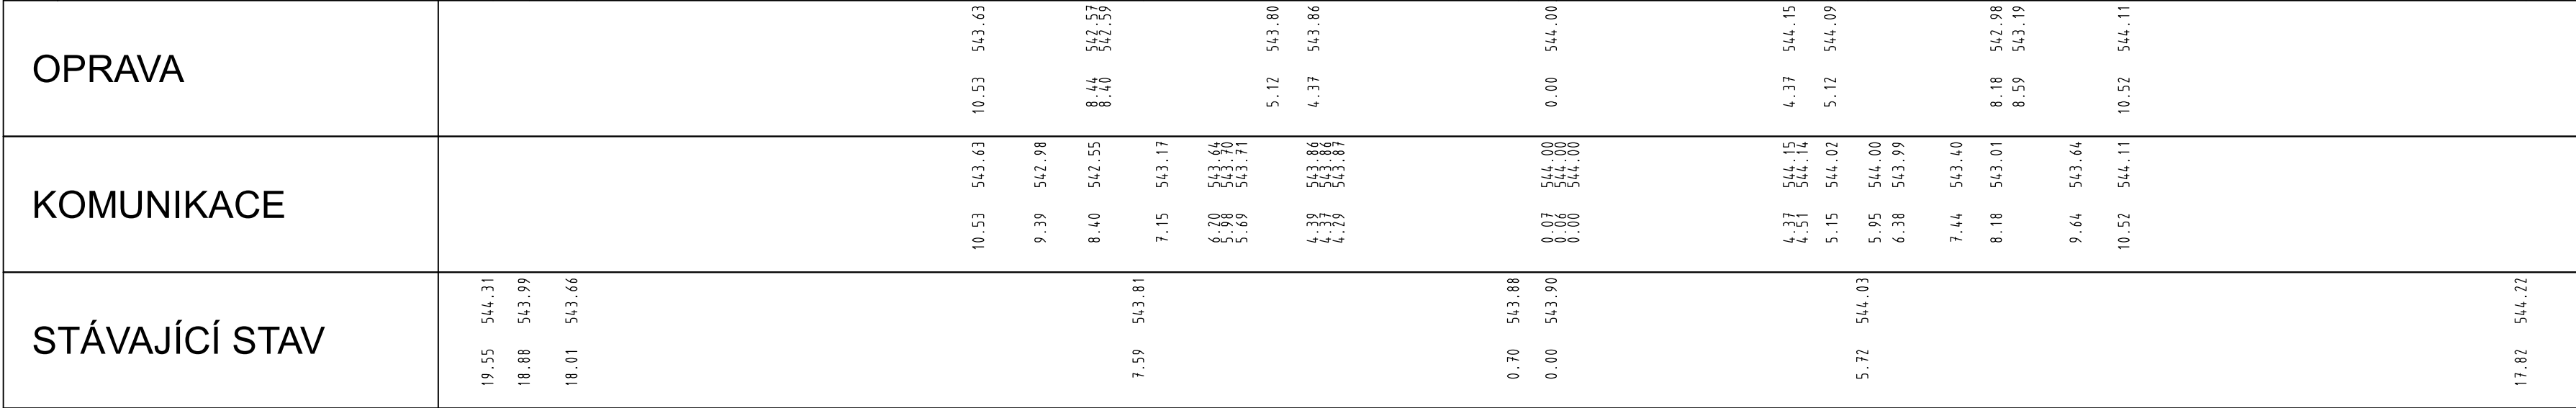 OPRAVA
543.63 542.57 542.59 543.80 543.86 544.00 544.15 544.09 542.98 543.19 544.11
10.53 8.44 8.40 5.12 4.37 0.00 4.37 5.12 8.18 8.59 10.52
KOMUNIKACE
543.63 542.98 542.55 543.17 543.64 543.70 543.71 543.86 543.86 543.87 544.00 544.00 544.00 544.15 544.14 544.02 544.00 543.99 543.40 543.01 543.64 544.11
10.53 9.39 8.40 7.15 6.20 5.98 5.69 4.39 4.37 4.29 0.07 0.06 0.00 4.37 4.51 5.15 5.95 6.38 7.44 8.18 9.64 10.52
STÁVAJÍCÍ STAV
544.31 543.99 543.66 543.81 543.88 543.90 544.03 544.22
19.55 18.88 18.01 7.59 0.70 0.00 5.72 17.82